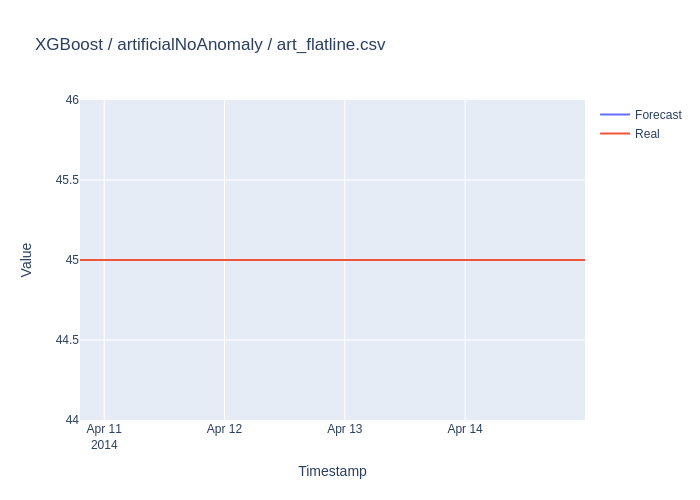 XGBoost / artificialNoAnomaly / art_flatline.csv
46
45.5
45
44.5
44
Value
Apr 11
2014
Apr 12
Apr 13
Apr 14
Timestamp
Forecast
Real